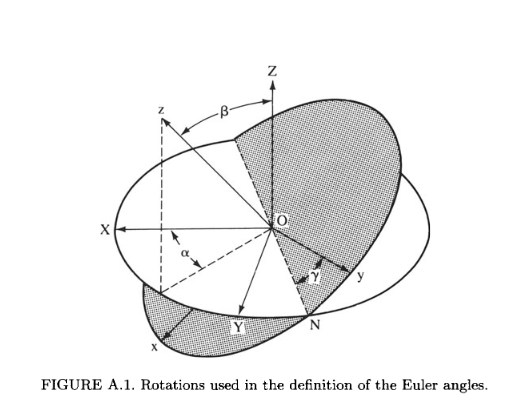 Z
z
β
X
O
α
γ
y
Y
N
x
FIGURE A.1. Rotations used in the definition of the Euler angles.